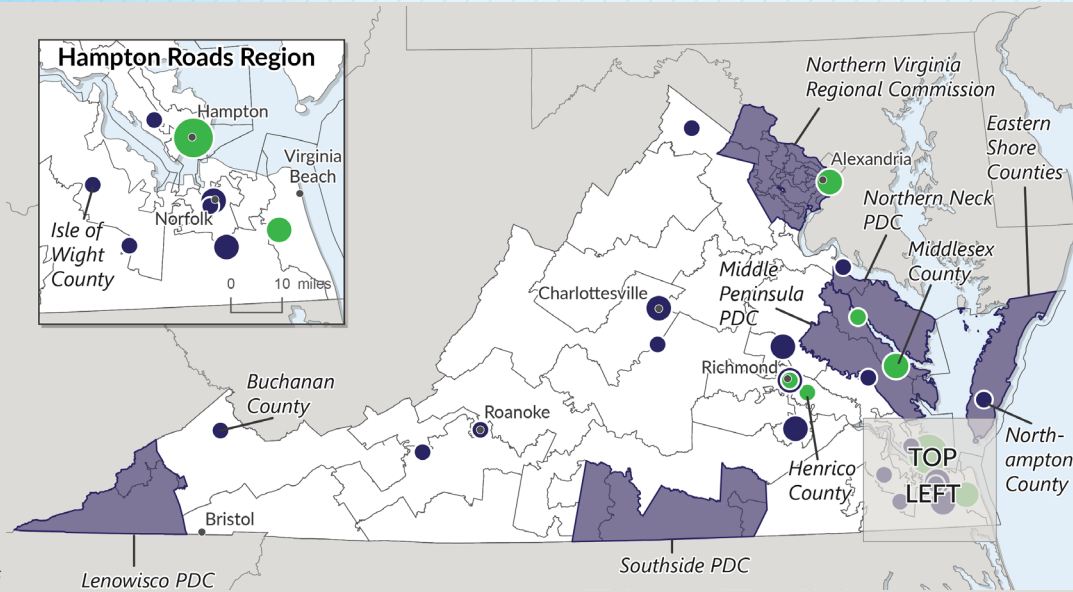 Hampton Roads Region
Hampton
Virginia
Beach
Norfolk
Isle of
Wight
County
0 10 miles
Northern Virginia
Regional Commission
Eastern
Shore
Counties
Alexandria
Northern Neck
PDC
Middlesex
County
Middle
Peninsula
PDC
Charlottesville
Richmond
Buchanan
County
Roanoke
Henrico
County
TOP
LEFT
North-
ampton
County
Bristol
Southside PDC
Lenowisco PDC